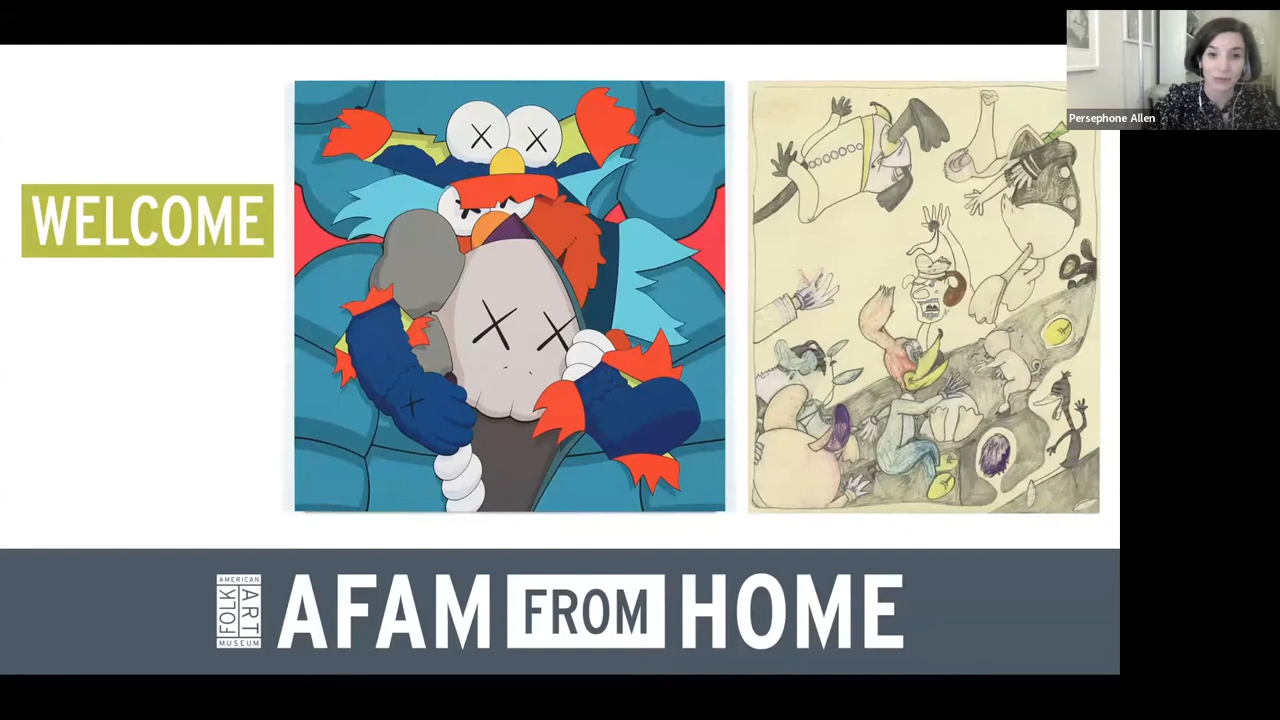 Persephone Allen
WELCOME
AMERICAN
FOLK
ART
MUSEUM
AFAM FROM HOME